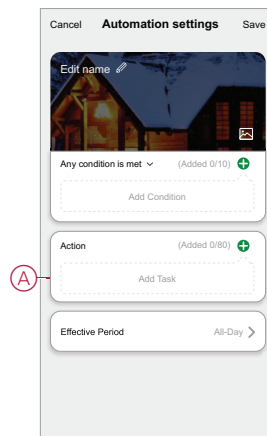 Cancel Automation settings Save
Edit name
Any condition is met (Added 0/10)
Add Condition
Action (Added 0/80)
A
Add Task
Effective Period All-Day